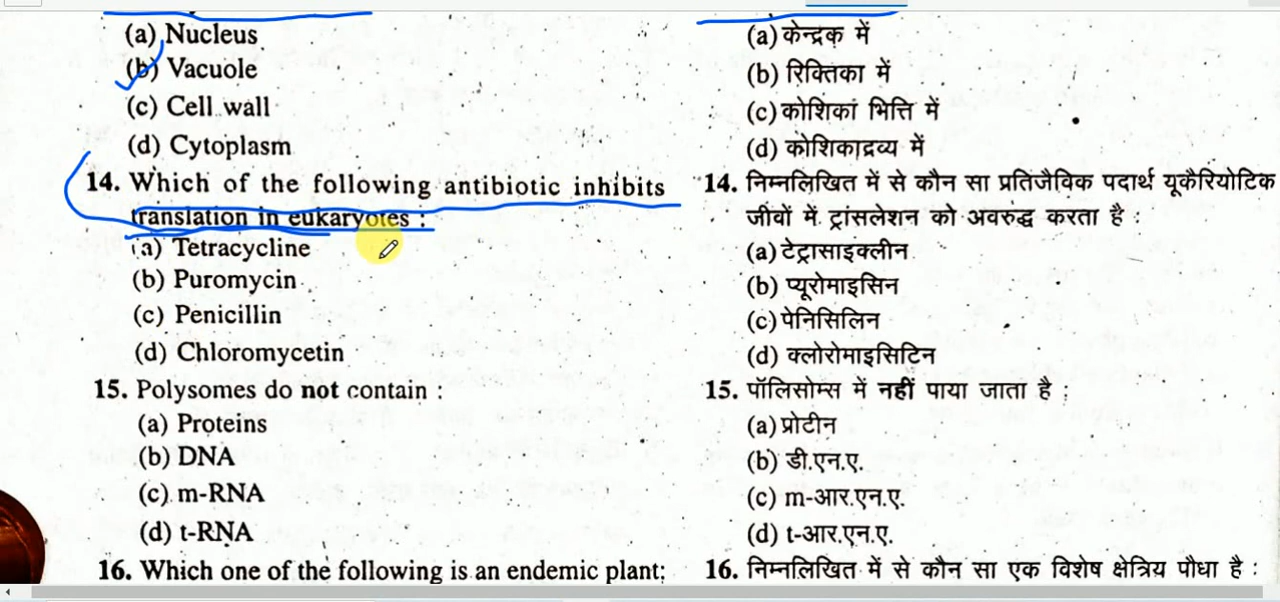 (a) Nucleus
(b) Vacuole
(c) Cell wall
(d) Cytoplasm
14. Which of the following antibiotic inhibits
translation in eukaryotes :
(a) Tetracycline
(b) Puromycin
(c) Penicillin
(d) Chloromycetin
15. Polysomes do not contain :
(a) Proteins
(b) DNA
(c) m-RNA
(d) t-RNA
16. Which one of the following is an endemic plant:
(a) केन्द्रक में
(b) रिक्तिका में
(c) कोशिका भित्ति में
(d) कोशिकाद्रव्य में
14. निम्नलिखित में से कौन सा प्रतिजैविक पदार्थ यूकैरियोटिक
जीवों में ट्रांसलेशन को अवरुद्ध करता है :
(a) टेट्रासाइक्लीन
(b) प्यूरोमाइसिन
(c) पेनिसिलिन
(d) क्लोरोमाइसिटिन
15. पॉलिसोम्स में नहीं पाया जाता है :
(a) प्रोटीन
(b) डी.एन.ए.
(c) m-आर.एन.ए.
(d) t-आर.एन.ए.
16. निम्नलिखित में से कौन सा एक विशेष क्षेत्रिय पौधा है :